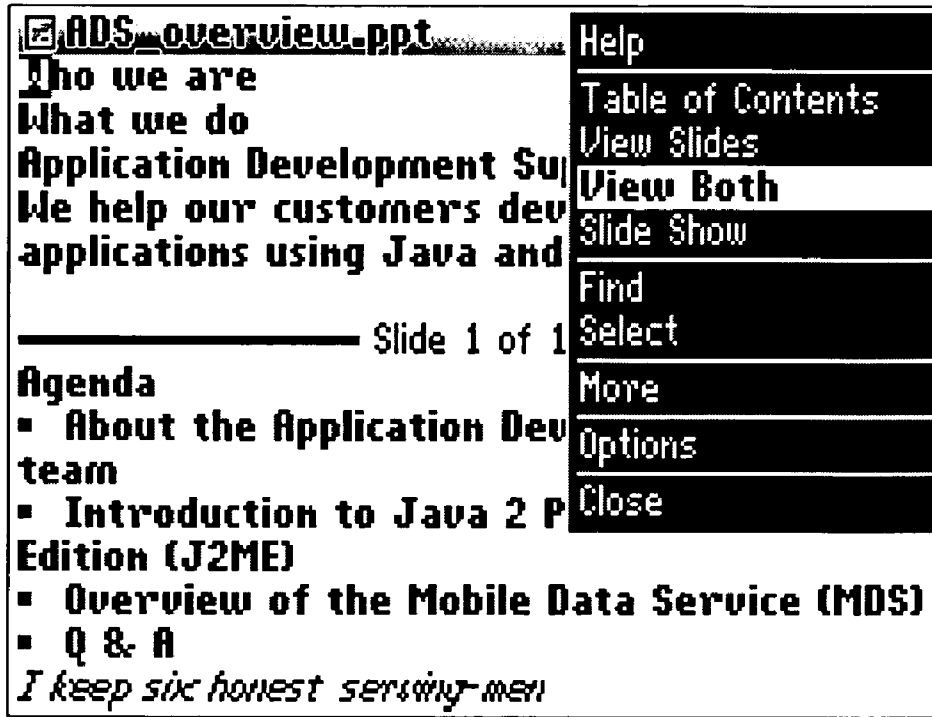 ADS_overview.ppt
Who we are
What we do
Application Development Su
We help our customers dev
applications using Java and
Slide 1 of 1
Agenda
▪ About the Application Dev
team
▪ Introduction to Java 2 P
Edition (J2ME)
▪ Overview of the Mobile Data Service (MDS)
▪ Q & A
I keep six honest serving-men
Help
Table of Contents
View Slides
View Both
Slide Show
Find
Select
More
Options
Close